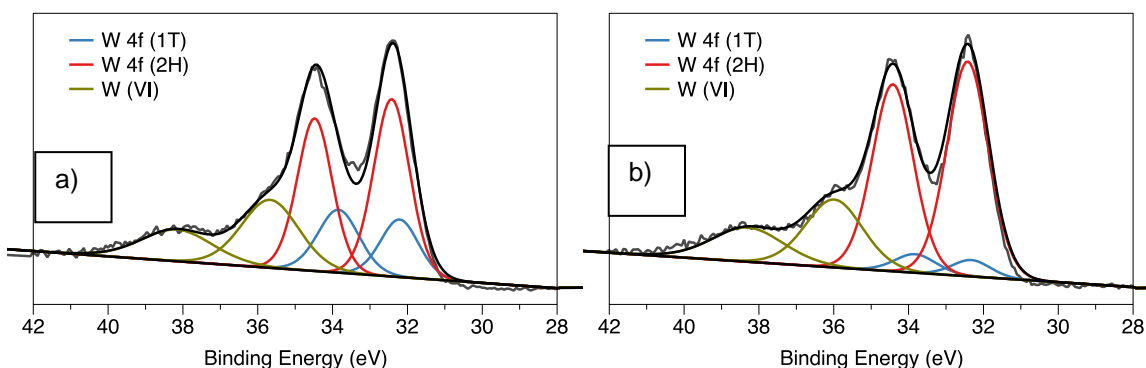 W 4f (1T)
W 4f (2H)
W (VI)
a)
42 40 38 36 34 32 30 28
Binding Energy (eV)
W 4f (1T)
W 4f (2H)
W (VI)
b)
42 40 38 36 34 32 30 28
Binding Energy (eV)